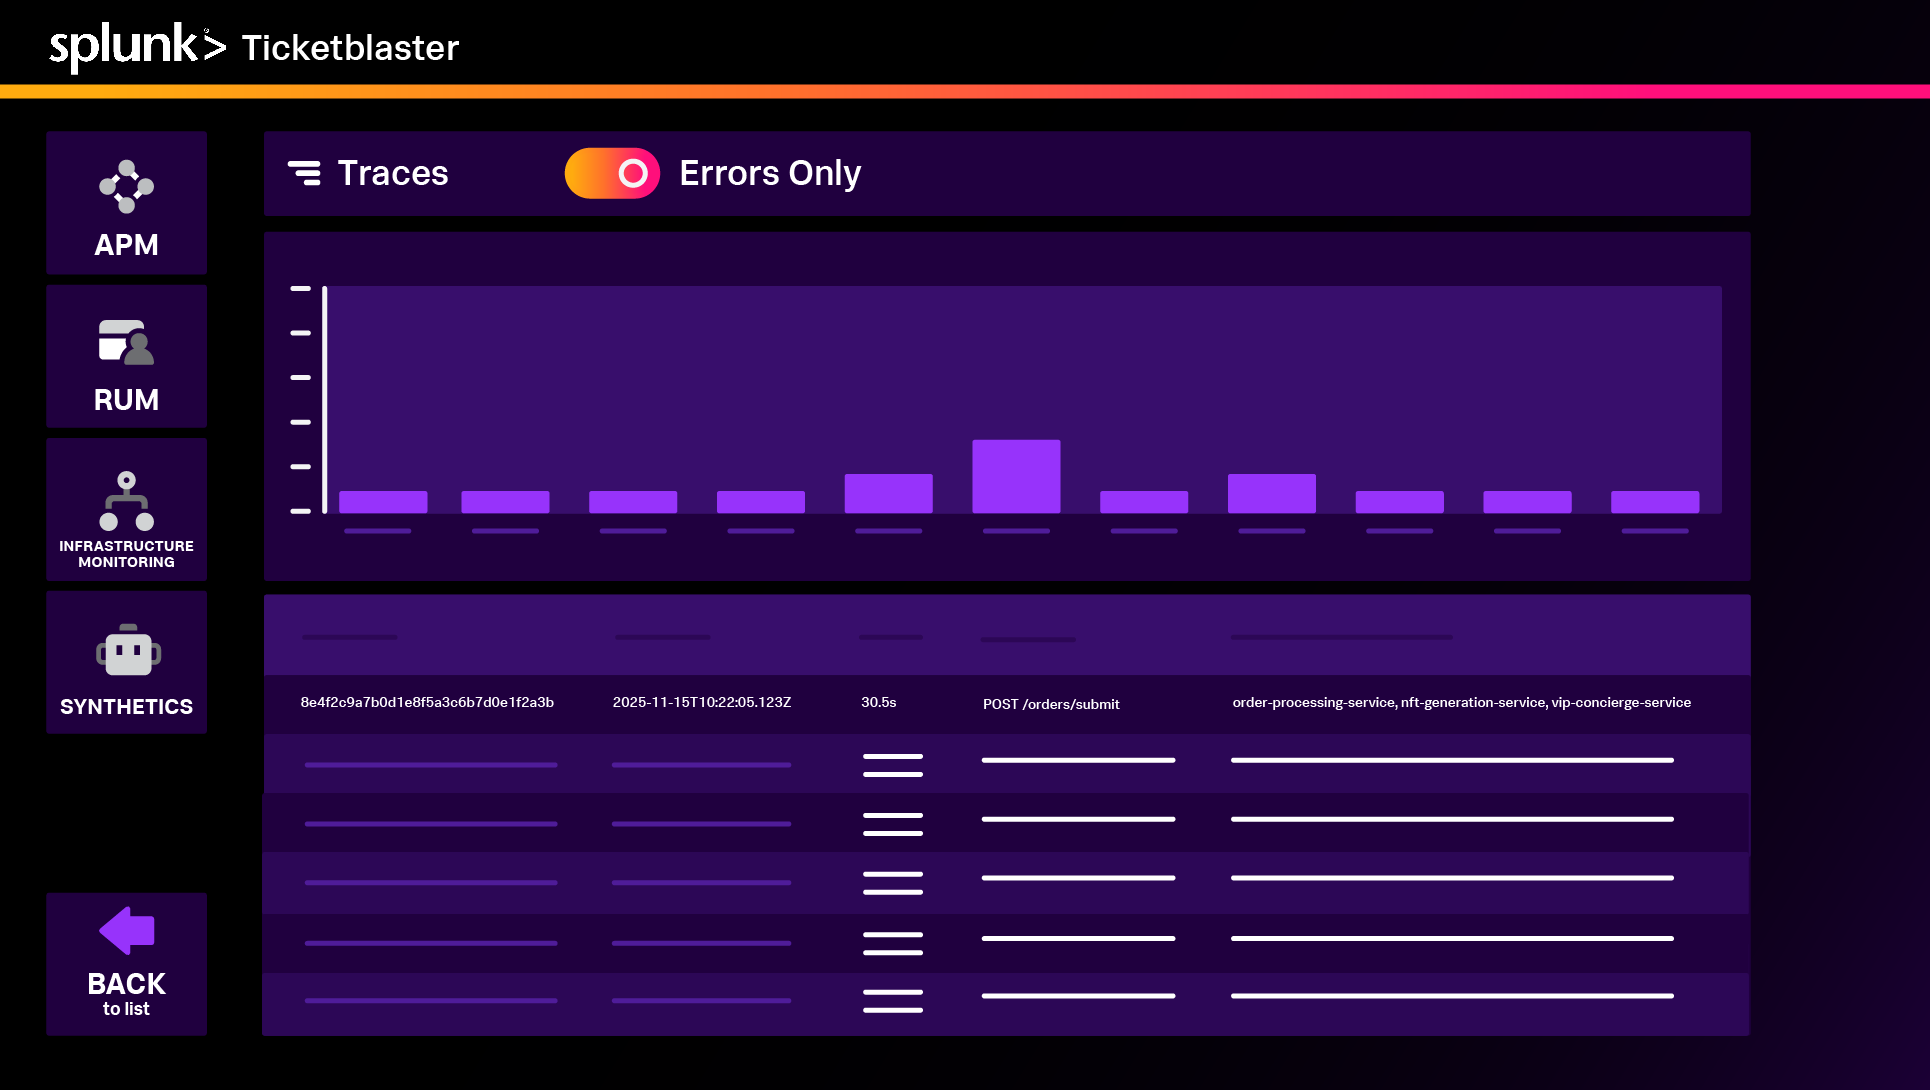 splunk> Ticketblaster
Traces
Errors Only
APM
RUM
INFRASTRUCTURE
MONITORING
SYNTHETICS
8e4f2c9a7b0d1e8f5a3c6b7d0e1f2a3b
2025-11-15T10:22:05.123Z
30.5s
POST /orders/submit
order-processing-service, nft-generation-service, vip-concierge-service
BACK
to list